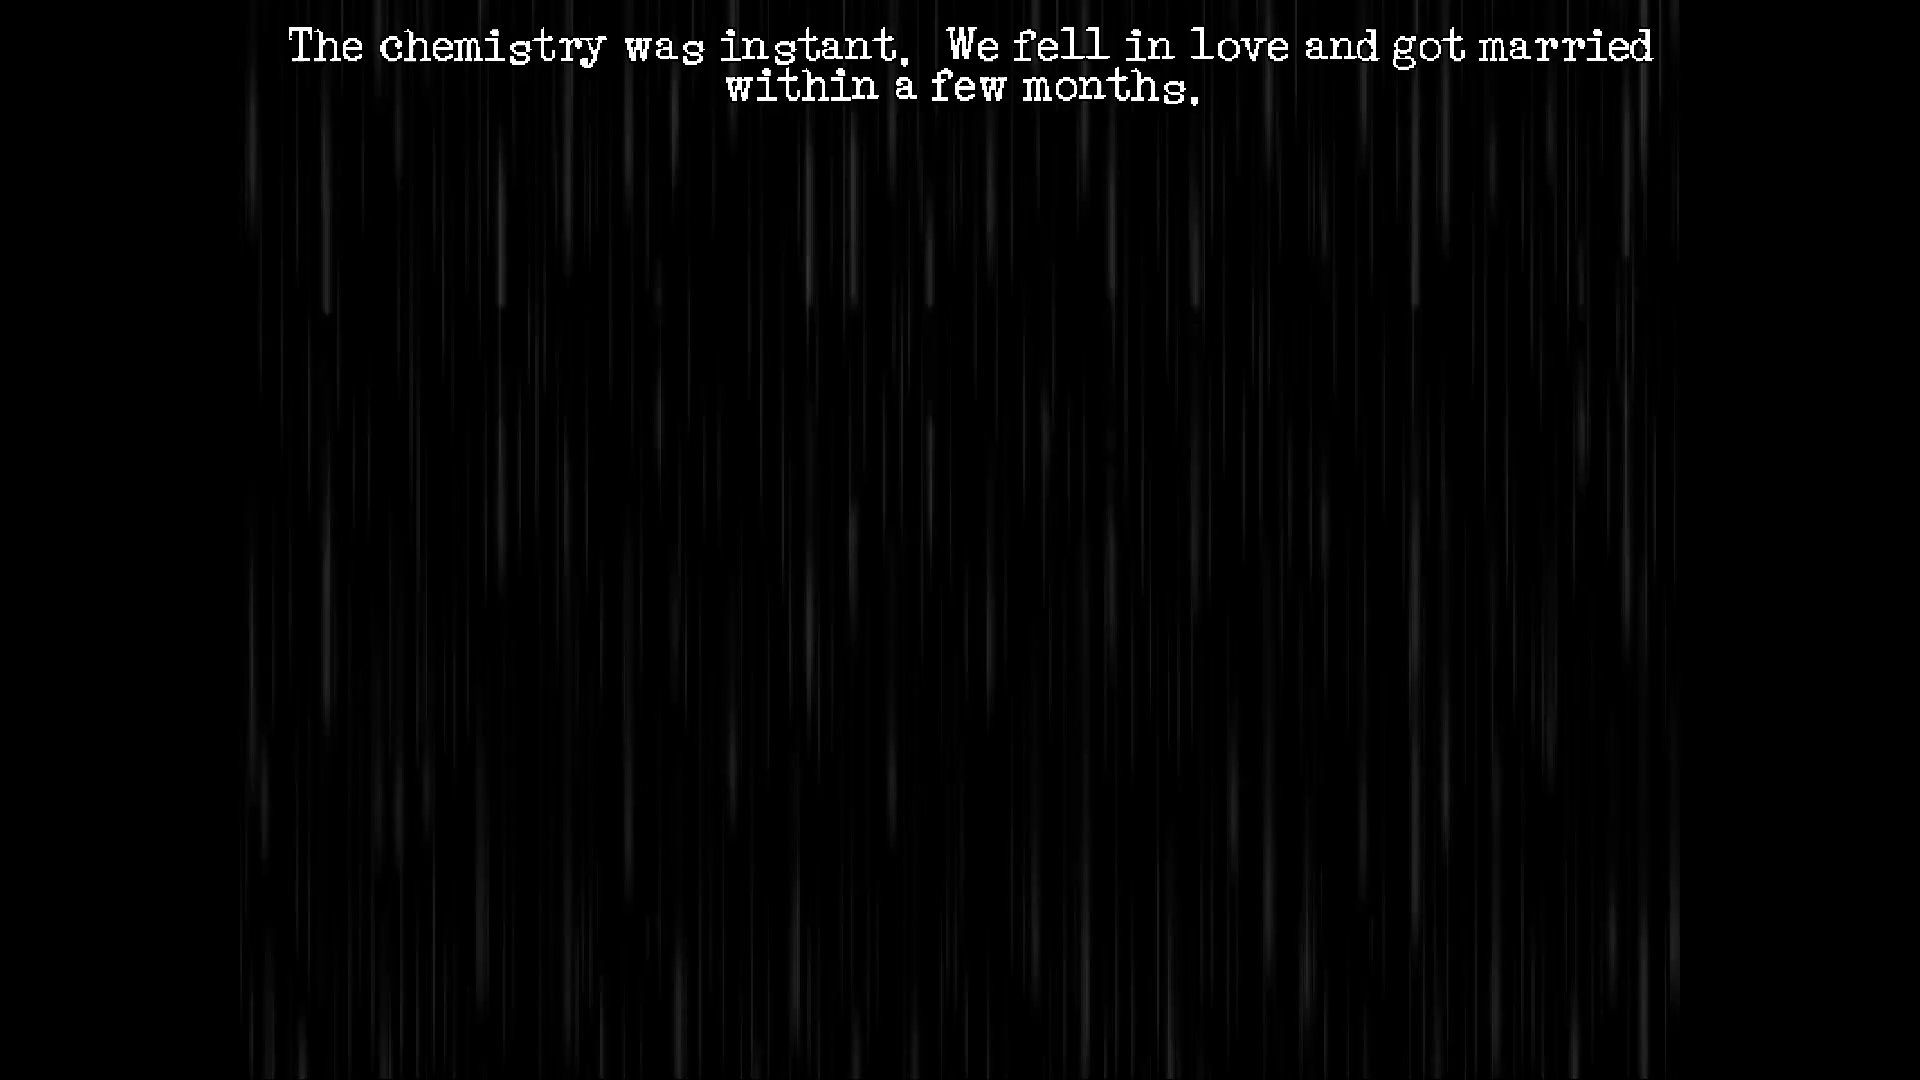 The chemistry was instant.  We fell in love and got married
within a few months.